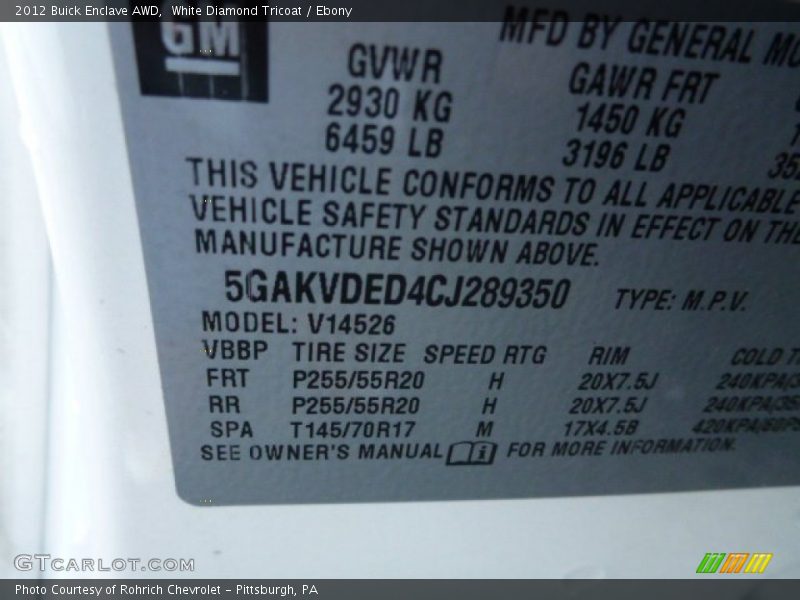 2012 Buick Enclave AWD, White Diamond Tricoat / Ebony
GM
MFD BY GENERAL
GVWR GAWR FRT
2930 KG 1450 KG
6459 LB 3196 LB
THIS VEHICLE CONFORMS TO ALL APPLICABLE
VEHICLE SAFETY STANDARDS IN EFFECT ON THE
MANUFACTURE SHOWN ABOVE.
5GAKVDED4CJ289350 TYPE: M.P.V.
MODEL: V14526
VBBP TIRE SIZE SPEED RTG RIM COLD
FRT P255/55R20 H 20X7.5J 240KPA/
RR P255/55R20 H 20X7.5J 240KPA/
SPA T145/70R17 M 17X4.5B 420KPA/
SEE OWNER'S MANUAL FOR MORE INFORMATION.
GTCARLOT.COM
Photo Courtesy of Rohrich Chevrolet - Pittsburgh, PA